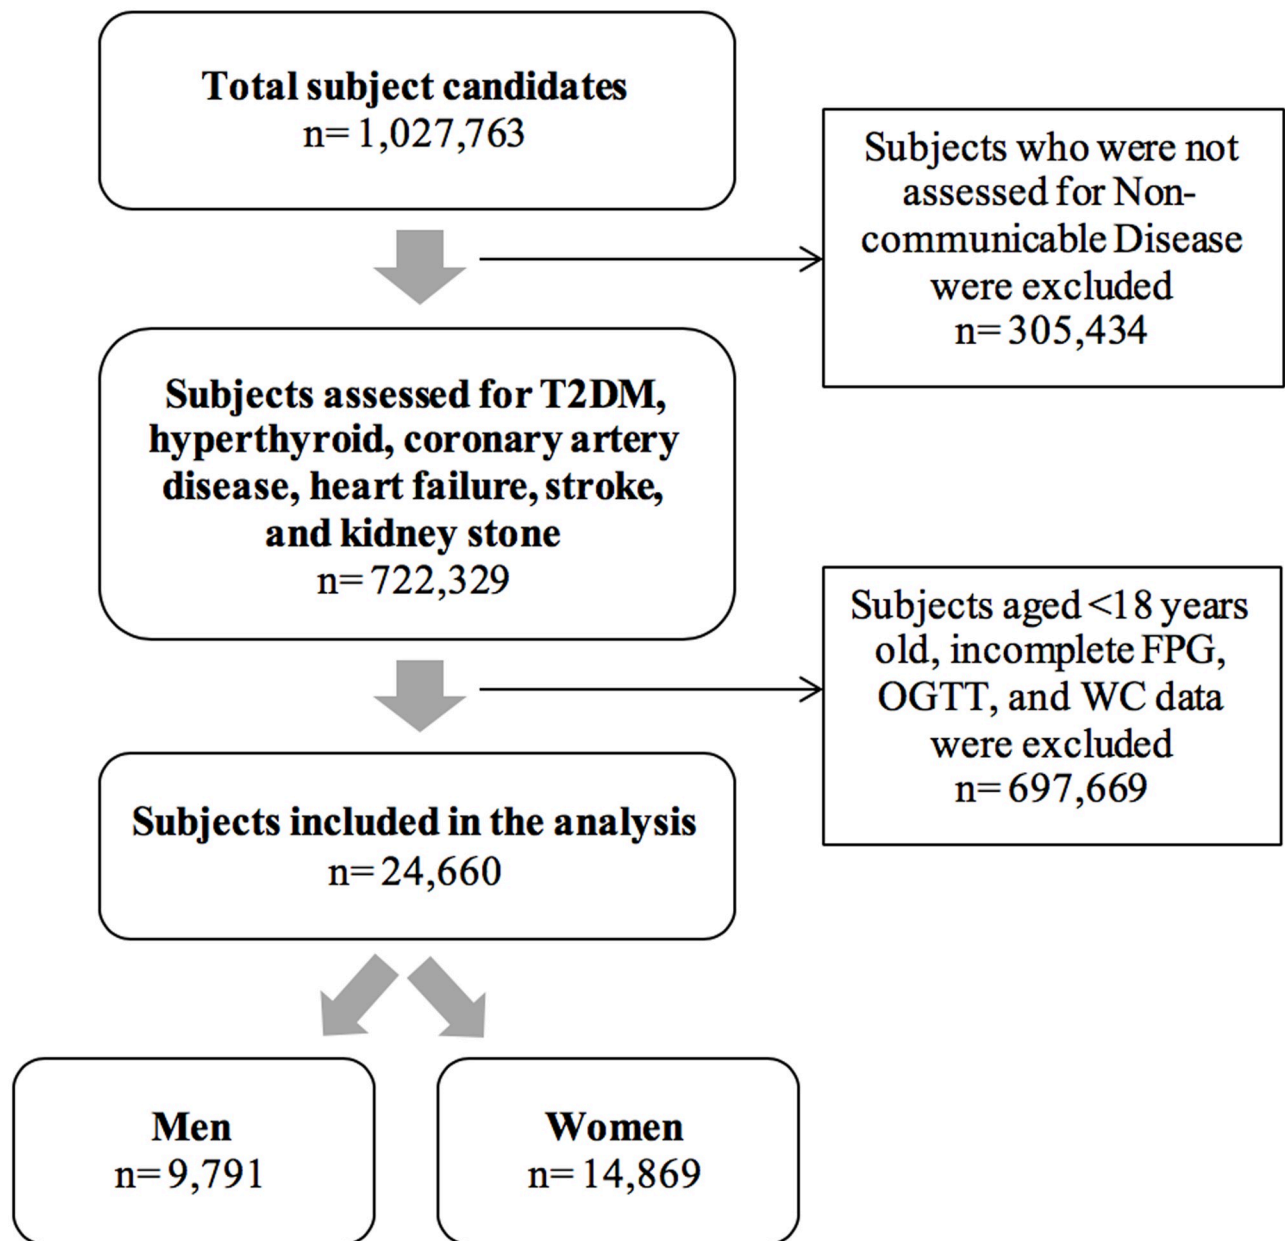 Total subject candidates
n= 1,027,763
Subjects who were not
assessed for Non-
communicable Disease
were excluded
n= 305,434
Subjects assessed for T2DM,
hyperthyroid, coronary artery
disease, heart failure, stroke,
and kidney stone
n= 722,329
Subjects aged <18 years
old, incomplete FPG,
OGTT, and WC data
were excluded
n= 697,669
Subjects included in the analysis
n= 24,660
Men
n= 9,791
Women
n= 14,869